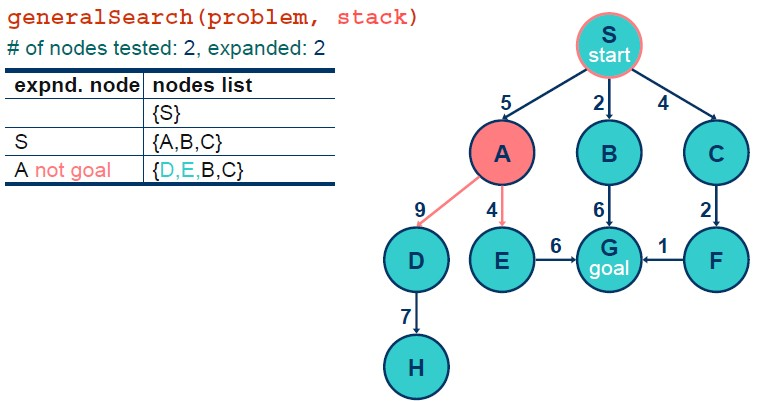 generalSearch(problem, stack)
# of nodes tested: 2, expanded: 2
expnd. node nodes list
{S}
S {A,B,C}
A not goal {D,E,B,C}
S
start
5 2 4
A B C
9 4 6 2
D E 6 G 1 F
goal
7
H